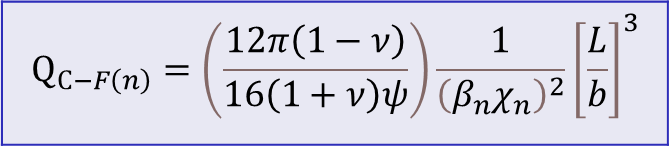 Q_{C−F(n)} = (12π(1 − ν) / 16(1 + ν)ψ) 1 / (β_nχ_n)^2 [L / b]^3